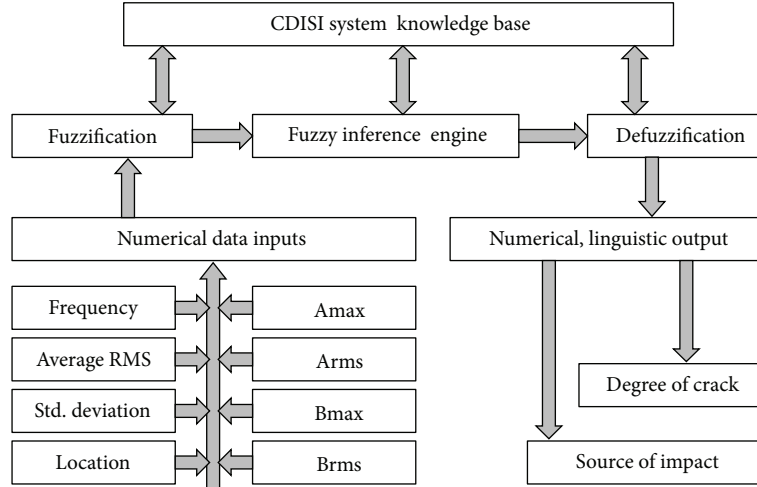 CDISI system knowledge base
Fuzzification
Fuzzy inference engine
Defuzzification
Numerical data inputs
Numerical, linguistic output
Frequency
Amax
Average RMS
Arms
Degree of crack
Std. deviation
Bmax
Location
Brms
Source of impact